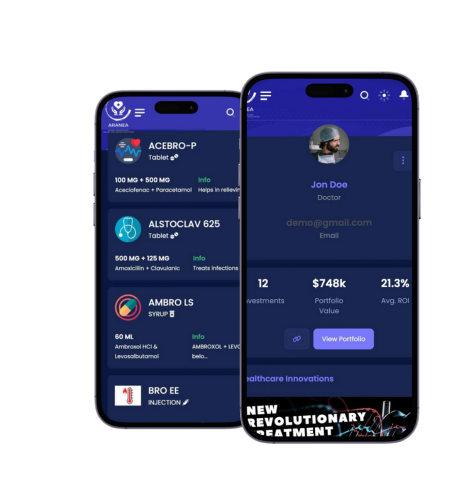 ARANEA
ACEBRO-P
Tablet
100 MG + 500 MG
Info
Aceclofenac + Paracetamol
Helps in relievin
ALSTOCLAV 625
Tablet
500 MG + 125 MG
Info
Amoxicillin + Clavulanic
Treats infections
AMBRO LS
SYRUP
60 ML
Info
Ambroxol HCl &
Levosalbutamol
AMBROXOL + LEVO
belo...
BRO EE
INJECTION
EA
Jon Doe
Doctor
demo@gmail.com
Email
12
vestments
$748k
Portfolio
Value
21.3%
Avg. ROI
View Portfolio
ealthcare Innovations
NEW
REVOLUTIONARY
TREATMENT